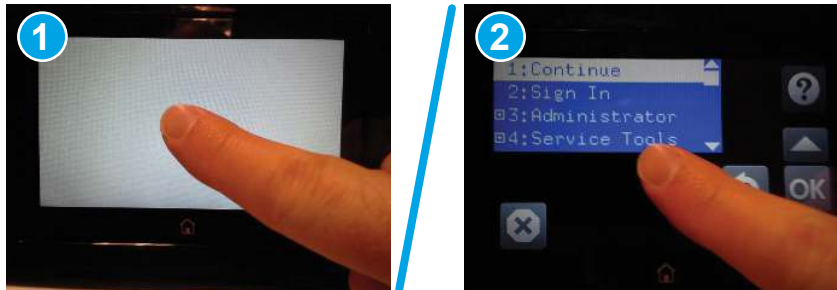 1
2
1:Continue
2:Sign In
3:Administrator
4:Service Tools
?
OK